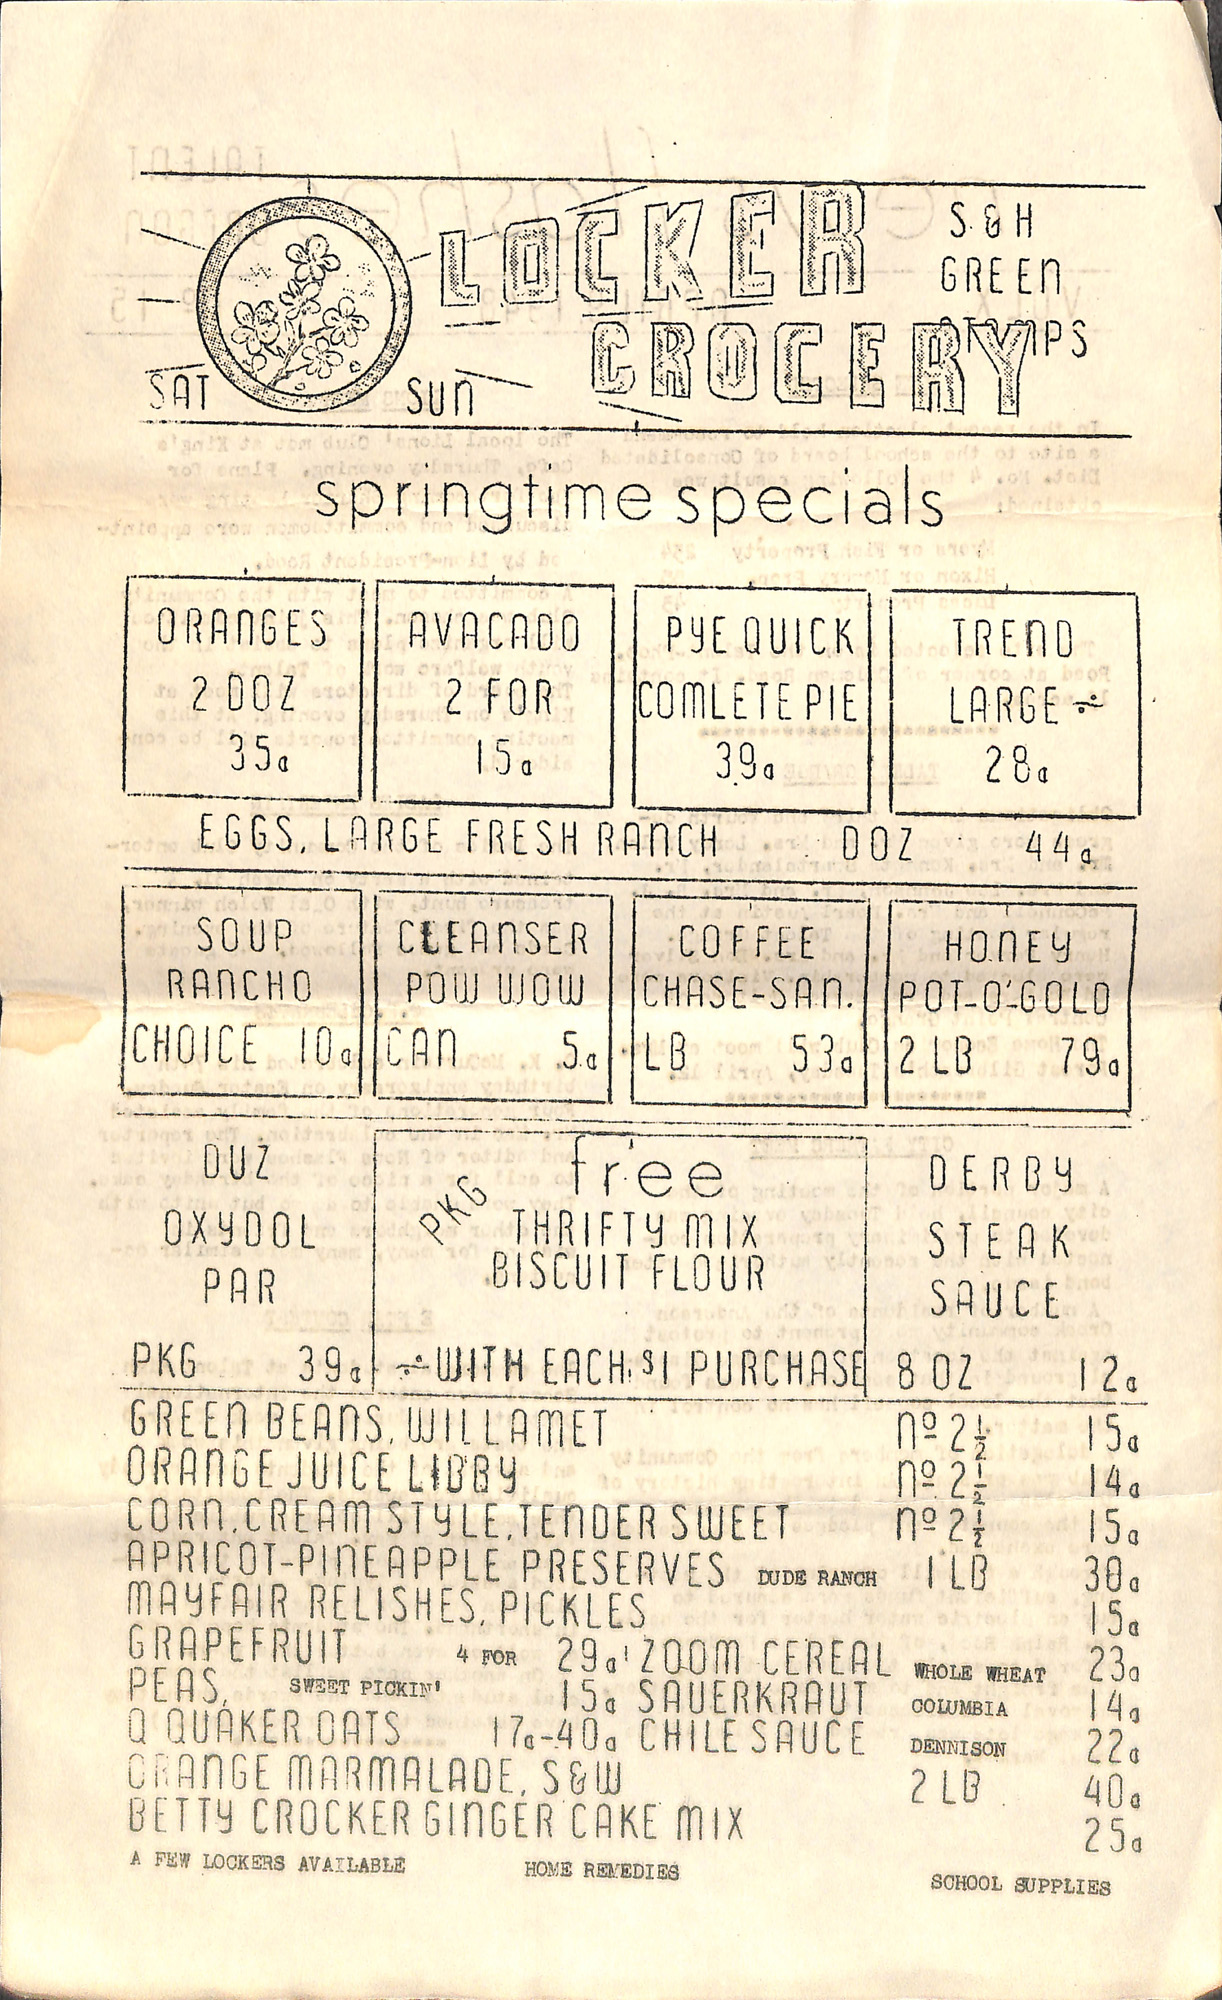 LOCKER
GROCERY
S & H
GREEN
STAMPS
SAT SUN
springtime specials
ORANGES
2 DOZ
35¢
AVACADO
2 FOR
15¢
PYE QUICK
COMLETE PIE
39¢
TREND
LARGE
28¢
EGGS, LARGE FRESH RANCH DOZ 44¢
SOUP
RANCHO
CHOICE 10¢
CLEANSER
POW WOW
CAN 5¢
COFFEE
CHASE-SAN.
LB 53¢
HONEY
POT-O'-GOLD
2 LB 79¢
DUZ
OXYDOL
PAR
PKG 39¢
free
PKG THRIFTY MIX
BISCUIT FLOUR
WITH EACH $1 PURCHASE
DERBY
STEAK
SAUCE
8 OZ 12¢
GREEN BEANS, WILLAMET Nº 2½ 15¢
ORANGE JUICE LIBBY Nº 2½ 14¢
CORN, CREAM STYLE, TENDER SWEET Nº 2½ 15¢
APRICOT-PINEAPPLE PRESERVES DUDE RANCH 1 LB 30¢
MAYFAIR RELISHES, PICKLES 15¢
GRAPEFRUIT 4 FOR 29¢ ZOOM CEREAL WHOLE WHEAT 23¢
PEAS, SWEET PICKIN' 15¢ SAUERKRAUT COLUMBIA 14¢
Q QUAKER OATS 17¢-40¢ CHILE SAUCE DENNISON 22¢
ORANGE MARMALADE, S&W 2 LB 40¢
BETTY CROCKER GINGER CAKE MIX 25¢
A FEW LOCKERS AVAILABLE HOME REMEDIES SCHOOL SUPPLIES